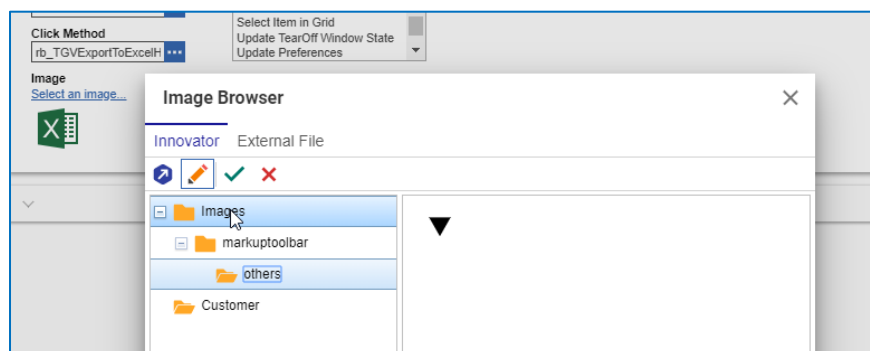 Click Method
rb_TGVExportToExcelH
Select Item in Grid
Update TearOff Window State
Update Preferences
Image
Select an image...
Image Browser
Innovator External File
Images
markuptoolbar
others
Customer